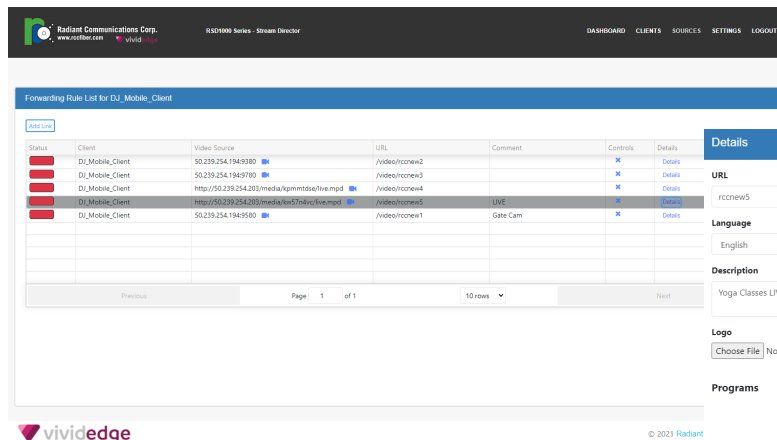 Radiant Communications Corp.
www.rccfiber.com vividedge
RSD1000 Series - Stream Director
DASHBOARD CLIENTS SOURCES SETTINGS LOGOUT
Forwarding Rule List for DJ_Mobile_Client
Add Link
Status Client Video Source URL Comment Controls Details
DJ_Mobile_Client 50.239.254.194:9380 /video/rccnew2 Details
DJ_Mobile_Client 50.239.254.194:9780 /video/rccnew3 Details
DJ_Mobile_Client http://50.239.254.203/media/kpmmtdse/live.mpd /video/rccnew4 Details
DJ_Mobile_Client http://50.239.254.203/media/kw57n4vc/live.mpd /video/rccnew5 LIVE Details
DJ_Mobile_Client 50.239.254.194:9580 /video/rccnew1 Gate Cam Details
Previous Page 1 of 1 10 rows Next
Details
URL
rccnew5
Language
English
Description
Yoga Classes LIV
Logo
Choose File No
Programs
vividedge
© 2021 Radiant